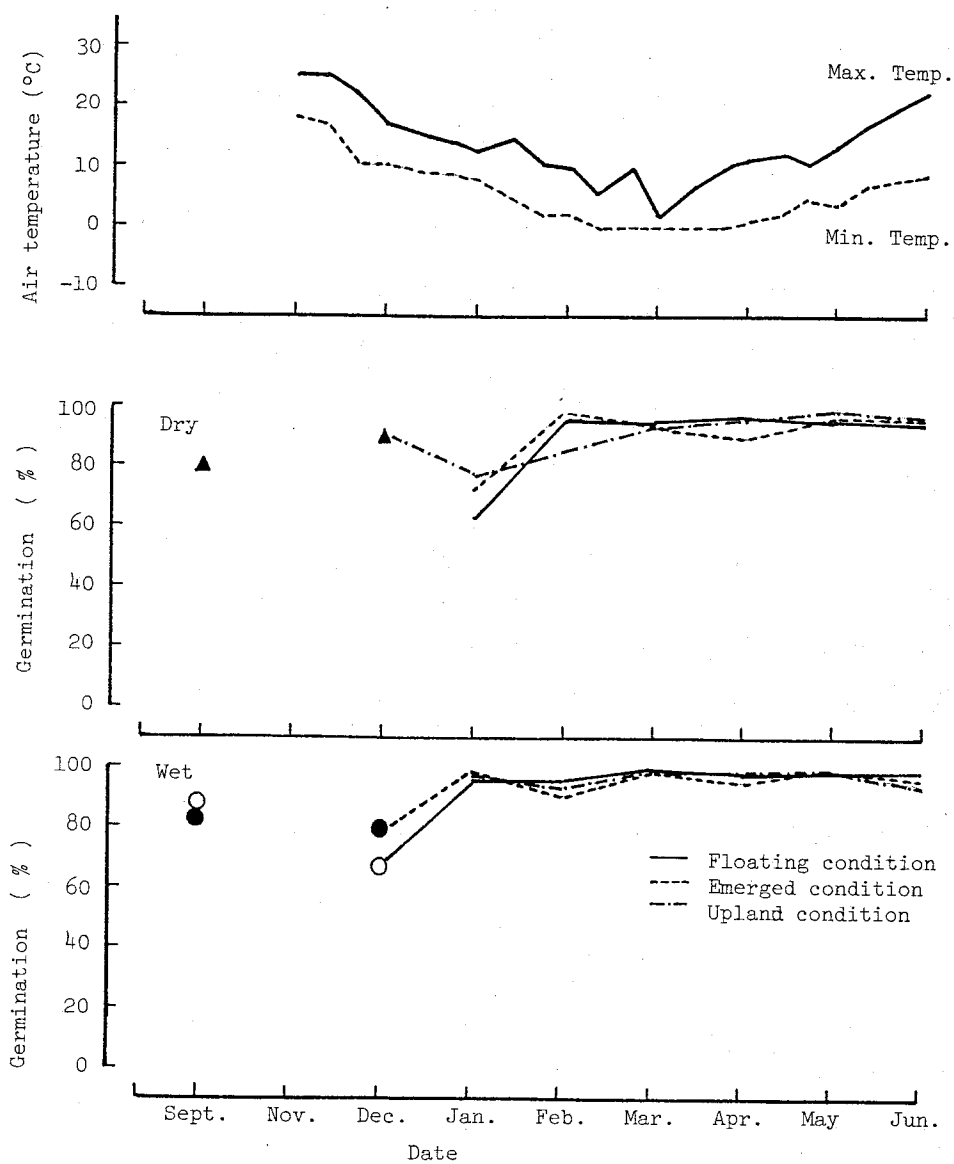 Air temperature (°C)
30
20
10
0
-10
Max. Temp.
Min. Temp.
Germination ( % )
100
80
60
40
20
0
Dry
Germination ( % )
100
80
60
40
20
0
Wet
Floating condition
Emerged condition
Upland condition
Sept. Nov. Dec. Jan. Feb. Mar. Apr. May Jun.
Date